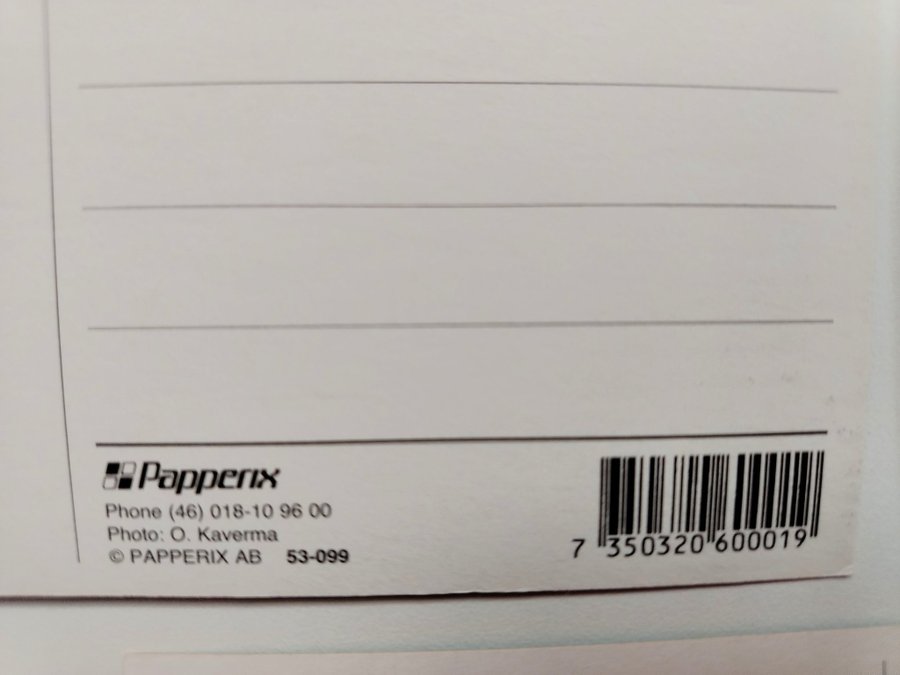 Papperix
Phone (46) 018-10 96 00
Photo: O. Kaverma
© PAPPERIX AB 53-099
7 350320 600019